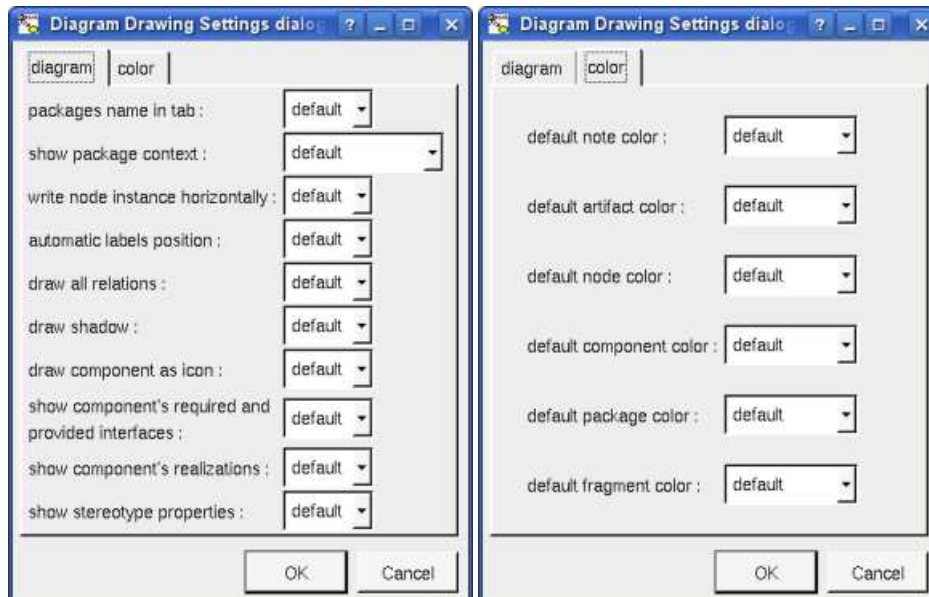 Diagram Drawing Settings dialo
diagram color
packages name in tab : default
show package context : default
write node instance horizontally : default
automatic labels position : default
draw all relations : default
draw shadow : default
draw component as icon : default
show component's required and
provided interfaces : default
show component's realizations : default
show stereotype properties : default
OK Cancel
Diagram Drawing Settings dialo
diagram color
default note color : default
default artifact color : default
default node color : default
default component color : default
default package color : default
default fragment color : default
OK Cancel